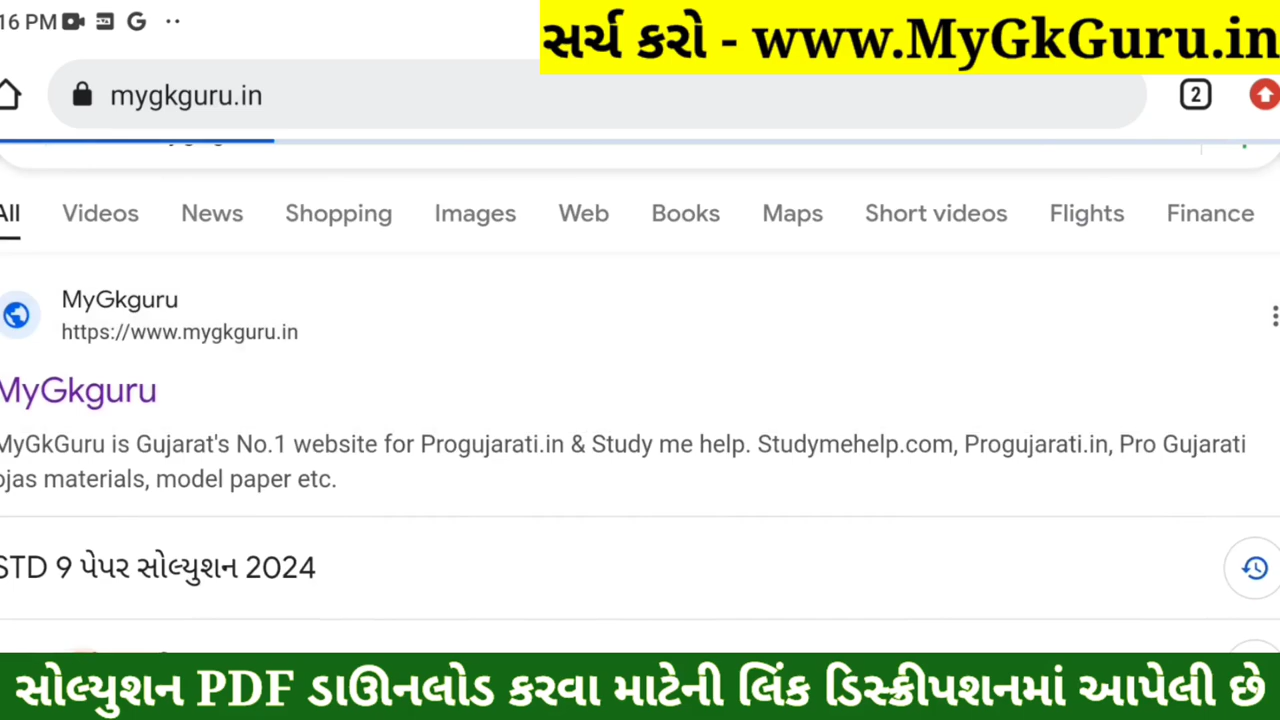 16 PM
સર્ચ કરો - www.MyGkGuru.in
mygkguru.in
2
All Videos News Shopping Images Web Books Maps Short videos Flights Finance
MyGkguru
https://www.mygkguru.in
MyGkguru
MyGkGuru is Gujarat's No.1 website for Progujarati.in & Study me help. Studymehelp.com, Progujarati.in, Pro Gujarati
ojas materials, model paper etc.
STD 9 પેપર સોલ્યુશન 2024
સોલ્યુશન PDF ડાઊનલોડ કરવા માટેની લિંક ડિસ્ક્રીપશનમાં આપેલી છે